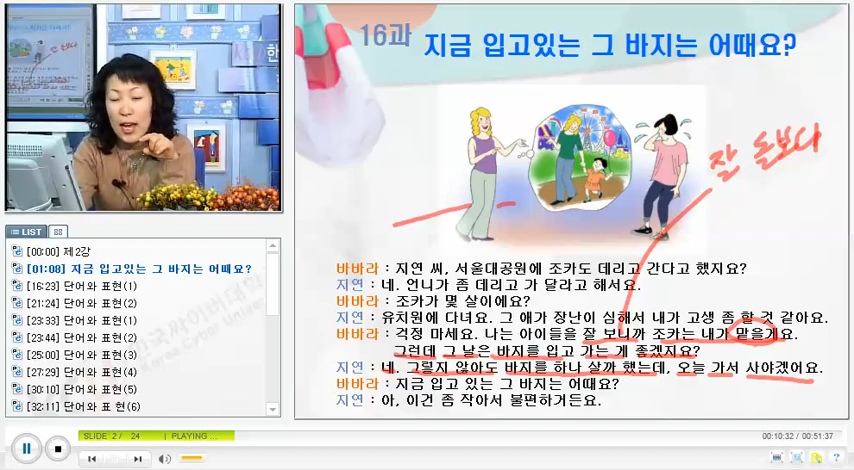 16과 지금 입고있는 그 바지는 어때요?
잘 돌보다
바바라 : 지연 씨, 서울대공원에 조카도 데리고 간다고 했지요?
지연 : 네. 언니가 좀 데리고 가 달라고 해서요.
바바라 : 조카가 몇 살이에요?
지연 : 유치원에 다녀요. 그 애가 장난이 심해서 내가 고생 좀 할 것 같아요.
바바라 : 걱정 마세요. 나는 아이들을 잘 보니까 조카는 내가 맡을게요.
그런데 그 날은 바지를 입고 가는 게 좋겠지요?
지연 : 네. 그렇지 않아도 바지를 하나 살까 했는데, 오늘 가서 사야겠어요.
바바라 : 지금 입고 있는 그 바지는 어때요?
지연 : 아, 이건 좀 작아서 불편하거든요.
LIST
[00:00] 제2강
[01:08] 지금 입고있는 그 바지는 어때요?
[16:23] 단어와 표현(1)
[21:24] 단어와 표현(2)
[23:33] 단어와 표현(1)
[23:44] 단어와 표현(2)
[25:00] 단어와 표현(3)
[27:29] 단어와 표현(4)
[30:10] 단어와 표현(5)
[32:11] 단어와 표 현(6)
SLIDE 2 / 24 PLAYING ...
00:10:32 / 00:51:37